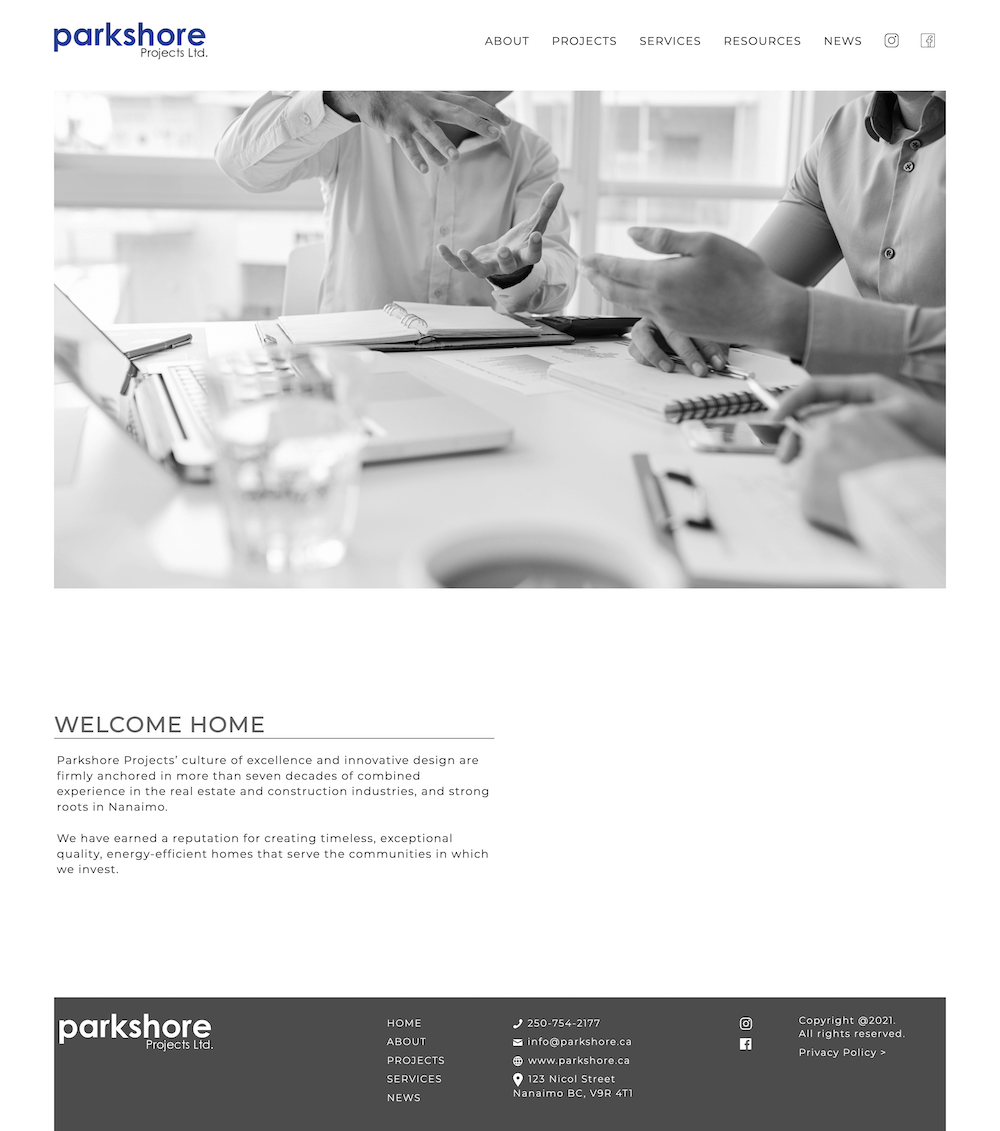 parkshore
Projects Ltd.
ABOUT PROJECTS SERVICES RESOURCES NEWS
WELCOME HOME
Parkshore Projects’ culture of excellence and innovative design are
firmly anchored in more than seven decades of combined
experience in the real estate and construction industries, and strong
roots in Nanaimo.
We have earned a reputation for creating timeless, exceptional
quality, energy-efficient homes that serve the communities in which
we invest.
parkshore
Projects Ltd.
HOME
ABOUT
PROJECTS
SERVICES
NEWS
250-754-2177
info@parkshore.ca
www.parkshore.ca
123 Nicol Street
Nanaimo BC, V9R 4T1
Copyright @2021.
All rights reserved.
Privacy Policy >